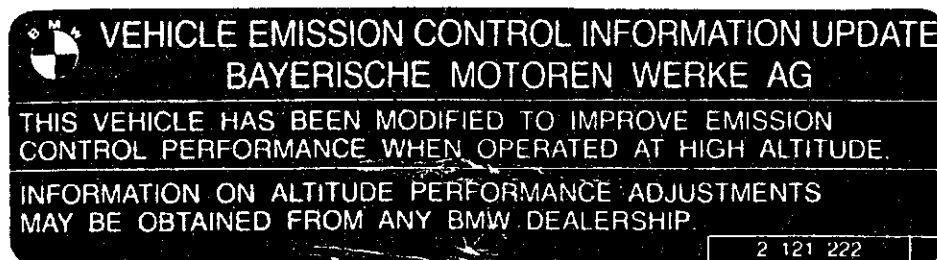 BMW
VEHICLE EMISSION CONTROL INFORMATION UPDATE
BAYERISCHE MOTOREN WERKE AG
THIS VEHICLE HAS BEEN MODIFIED TO IMPROVE EMISSION
CONTROL PERFORMANCE WHEN OPERATED AT HIGH ALTITUDE.
INFORMATION ON ALTITUDE PERFORMANCE ADJUSTMENTS
MAY BE OBTAINED FROM ANY BMW DEALERSHIP.
2 121 222